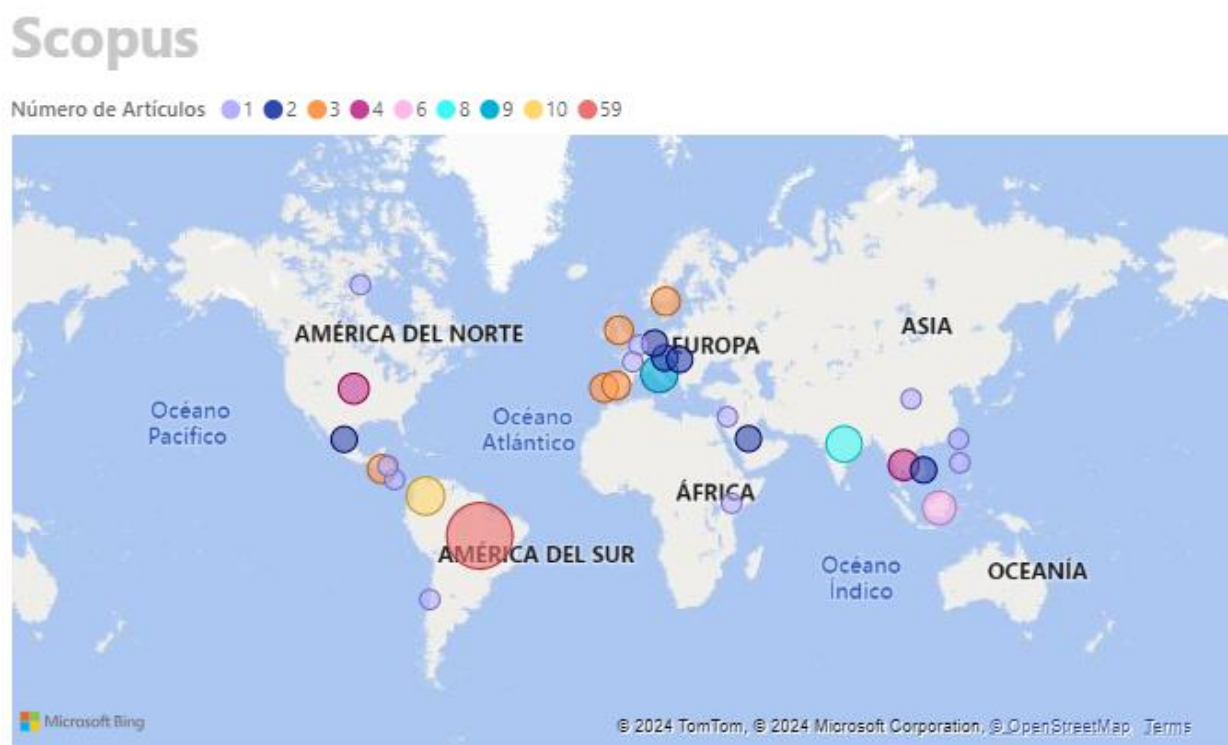 Scopus
Número de Artículos 1 2 3 4 6 8 9 10 59
AMÉRICA DEL NORTE
ASIA
EUROPA
Océano
Pacífico
Océano
Atlántico
ÁFRICA
AMÉRICA DEL SUR
Océano
Índico
OCEANÍA
Microsoft Bing
© 2024 TomTom, © 2024 Microsoft Corporation, © OpenStreetMap Terms